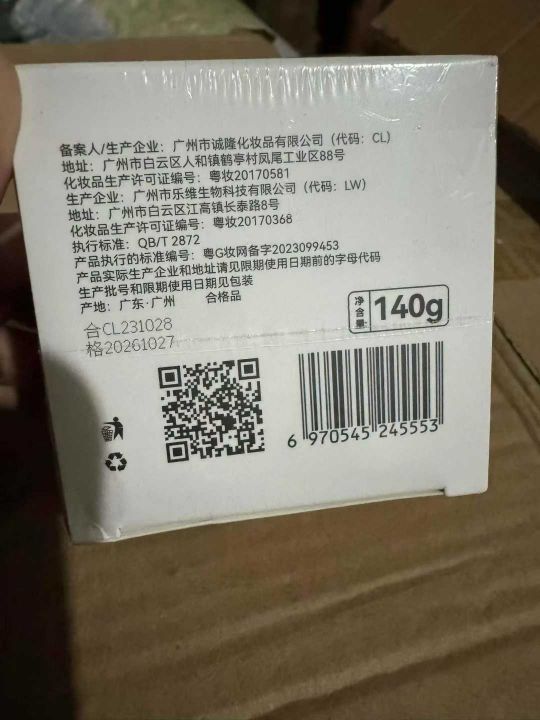 备案人/生产企业：广州市诚隆化妆品有限公司（代码：CL）
地址：广州市白云区人和镇鹤亭村凤尾工业区88号
化妆品生产许可证编号：粤妆20170581
生产企业：广州市乐维生物科技有限公司（代码：LW）
地址：广州市白云区江高镇长泰路8号
化妆品生产许可证编号：粤妆20170368
执行标准：QB/T 2872
产品执行的标准编号：粤G妆网备字2023099453
产品实际生产企业和地址请见限期使用日期前的字母代码
生产批号和限期使用日期见包装
产地：广东·广州 合格品
净含量: 140g
合CL231028
格20261027
6 970545 245553